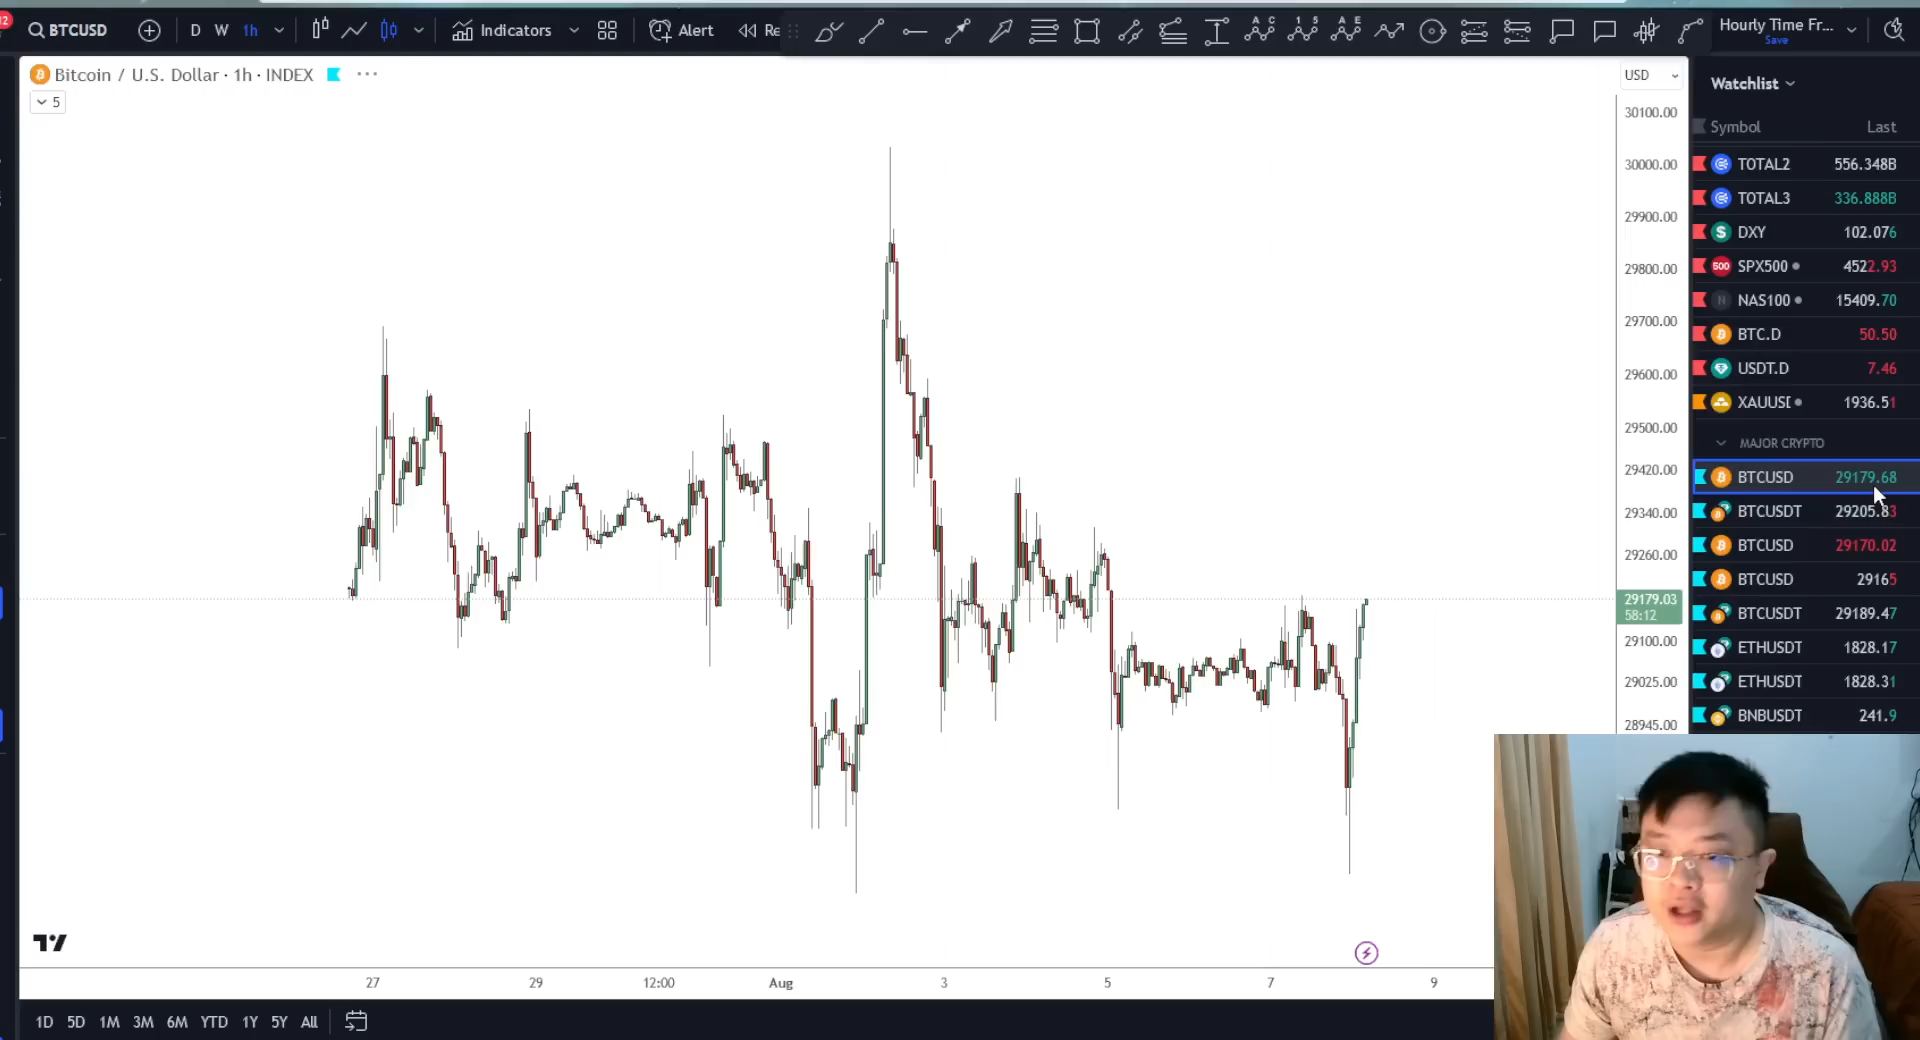 12
BTCUSD
D W 1h
Indicators
Alert
Re
Hourly Time Fr...
Save
Bitcoin / U.S. Dollar · 1h · INDEX
5
USD
30100.00
30000.00
29900.00
29800.00
29700.00
29600.00
29500.00
29420.00
29340.00
29260.00
29179.03
58:12
29100.00
29025.00
28945.00
Watchlist
Symbol Last
TOTAL2 556.348B
TOTAL3 336.888B
DXY 102.076
500 SPX500 4522.93
N NAS100 15409.70
BTC.D 50.50
USDT.D 7.46
XAUUSD 1936.51
MAJOR CRYPTO
BTCUSD 29179.68
BTCUSDT 29205.83
BTCUSD 29170.02
BTCUSD 29165
BTCUSDT 29189.47
ETHUSDT 1828.17
ETHUSDT 1828.31
BNBUSDT 241.9
27 29 12:00 Aug 3 5 7 9
1D 5D 1M 3M 6M YTD 1Y 5Y All